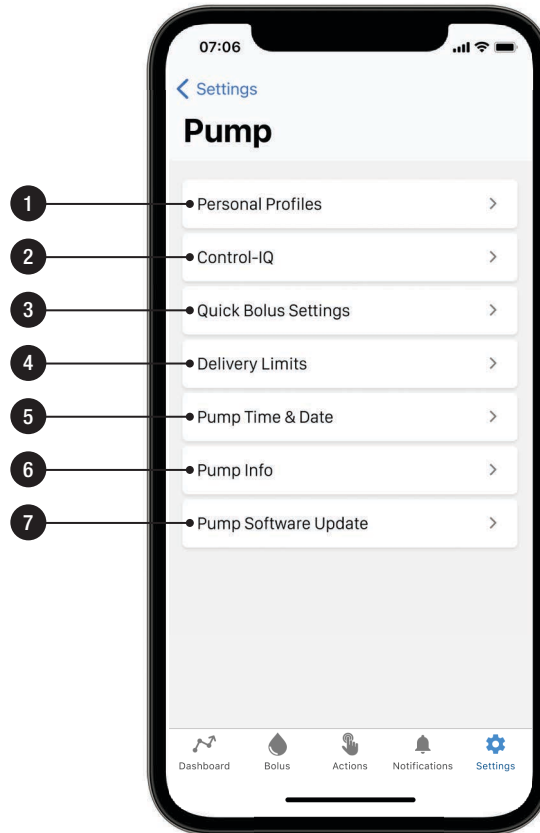 07:06
Settings
Pump
1 Personal Profiles
2 Control-IQ
3 Quick Bolus Settings
4 Delivery Limits
5 Pump Time & Date
6 Pump Info
7 Pump Software Update
Dashboard Bolus Actions Notifications Settings